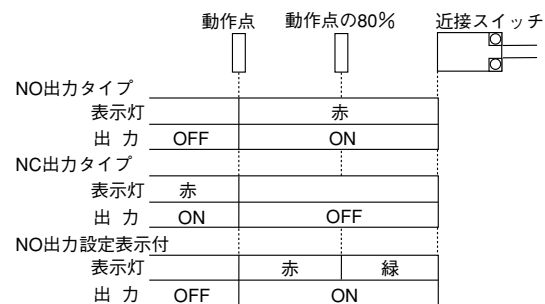 動作点 動作点の80% 近接スイッチ
NO出力タイプ
表示灯 赤
出 力 OFF ON
NC出力タイプ
表示灯 赤
出 力 ON OFF
NO出力設定表示付
表示灯 赤 緑
出 力 OFF ON